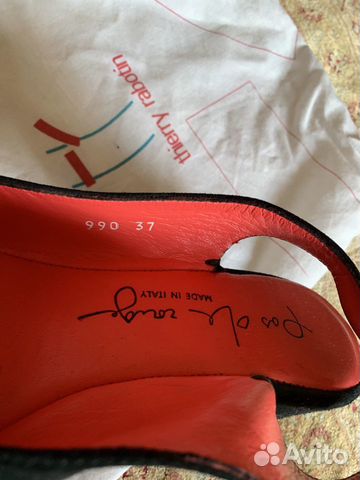 thierry rabotin
990 37
pas de rouge
MADE IN ITALY
Avito